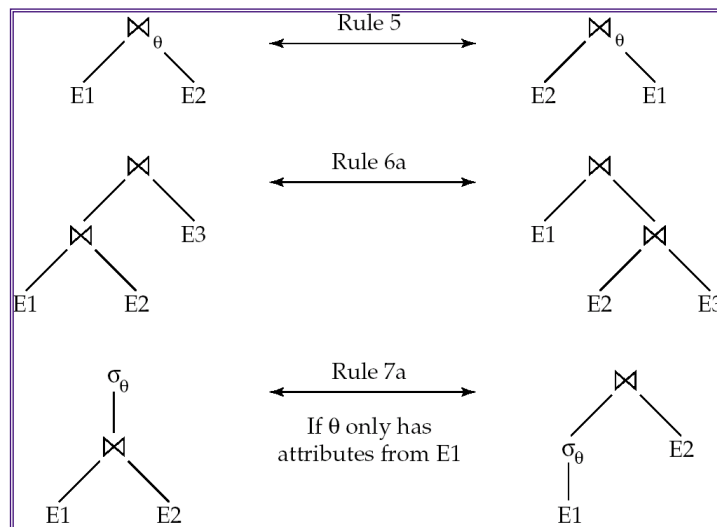 ⋈θ Rule 5 ⋈θ
E1 E2 E2 E1
⋈ Rule 6a ⋈
⋈ E3 E1 ⋈
E1 E2 E2 E3
σθ Rule 7a ⋈
If θ only has
attributes from E1
⋈ σθ E2
E1 E2 E1